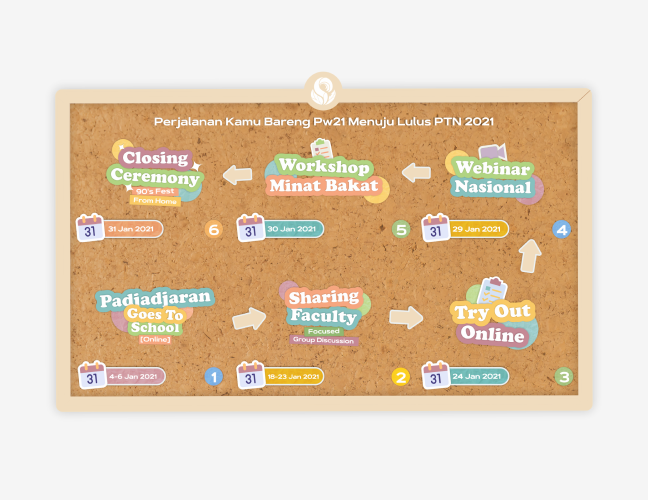 Perjalanan Kamu Bareng Pw21 Menuju Lulus PTN 2021
Closing
Ceremony
90's Fest
From Home
31
31 Jan 2021
6
Workshop
Minat Bakat
31
30 Jan 2021
5
Webinar
Nasional
31
29 Jan 2021
4
Padjadjaran
Goes To
School
[Online]
31
4-6 Jan 2021
1
Sharing
Faculty
Focused
Group Discussion
31
18-23 Jan 2021
2
Try Out
Online
31
24 Jan 2021
3